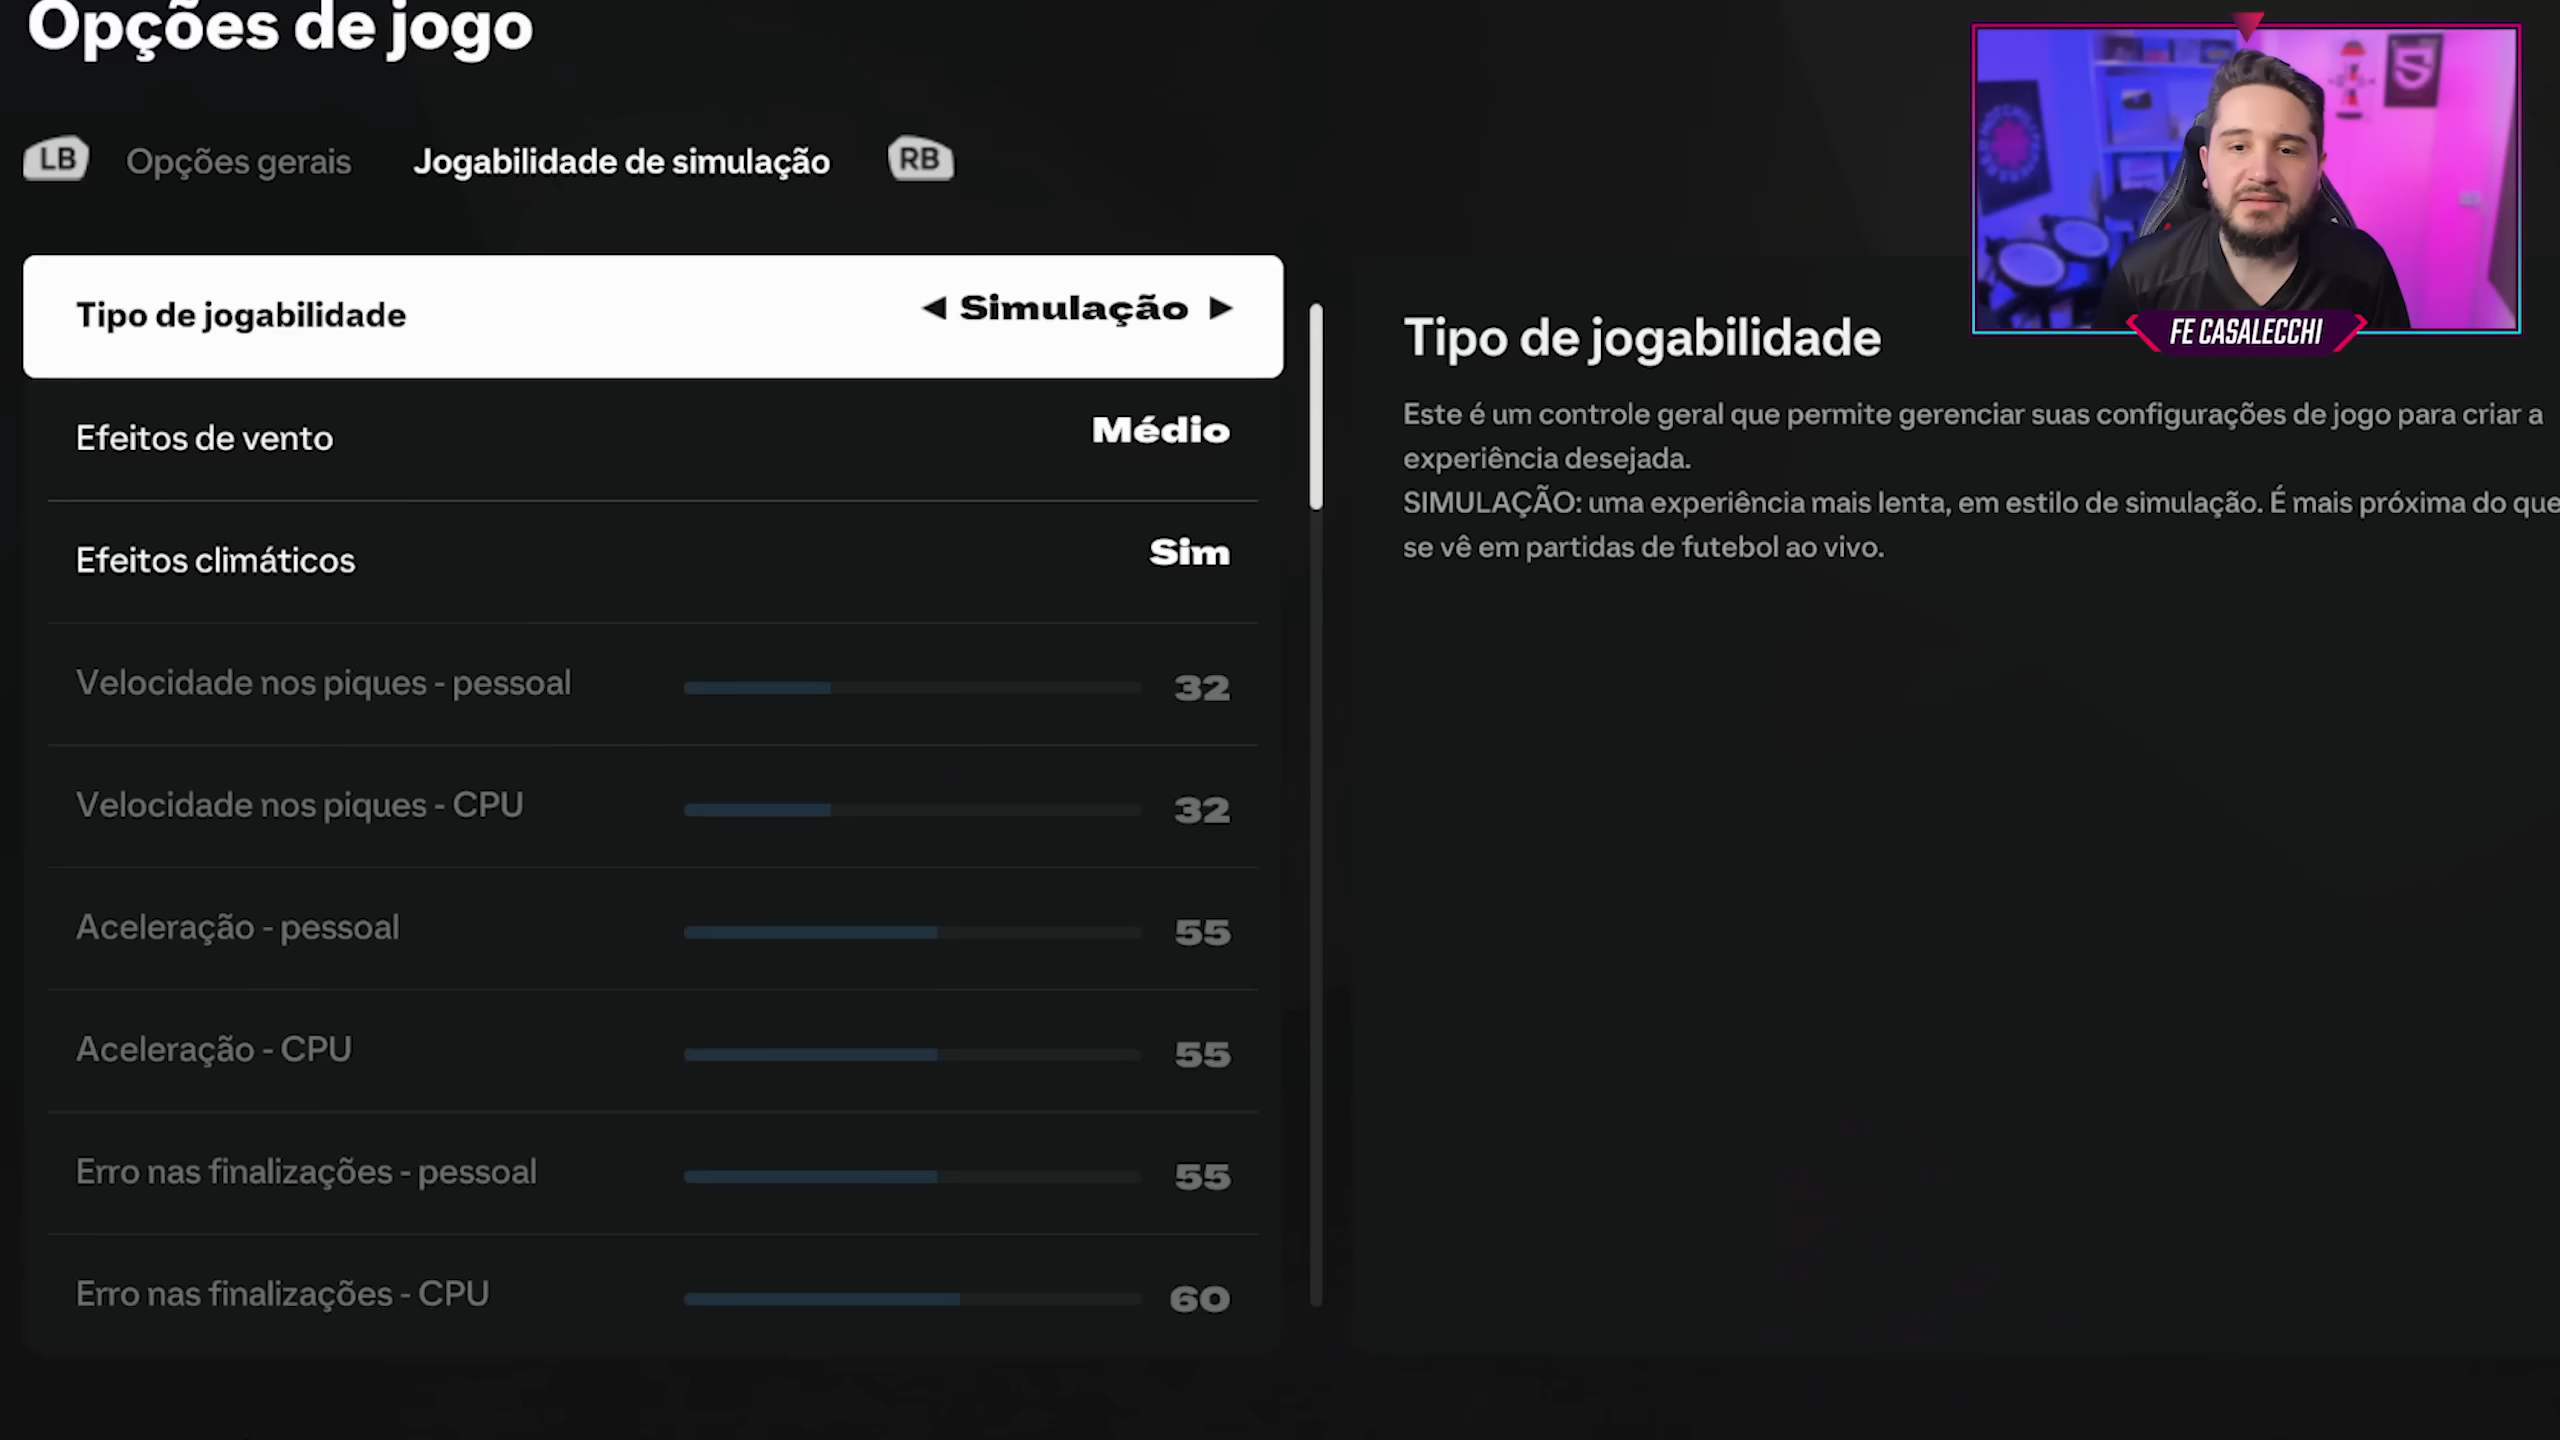 Opções de jogo
LB Opções gerais Jogabilidade de simulação RB
Tipo de jogabilidade Simulação
Efeitos de vento Médio
Efeitos climáticos Sim
Velocidade nos piques - pessoal 32
Velocidade nos piques - CPU 32
Aceleração - pessoal 55
Aceleração - CPU 55
Erro nas finalizações - pessoal 55
Erro nas finalizações - CPU 60
Tipo de jogabilidade
Este é um controle geral que permite gerenciar suas configurações de jogo para criar a
experiência desejada.
SIMULAÇÃO: uma experiência mais lenta, em estilo de simulação. É mais próxima do que
se vê em partidas de futebol ao vivo.
FE CASALECCHI